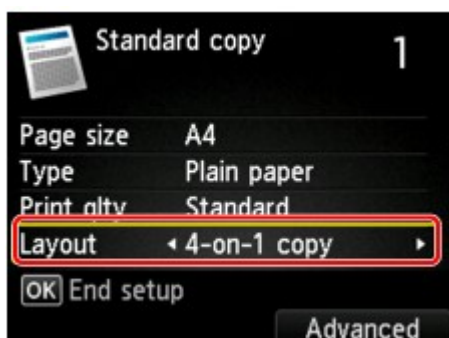 Standard copy 1
Page size A4
Type Plain paper
Print qlty Standard
Layout 4-on-1 copy
OK End setup
Advanced